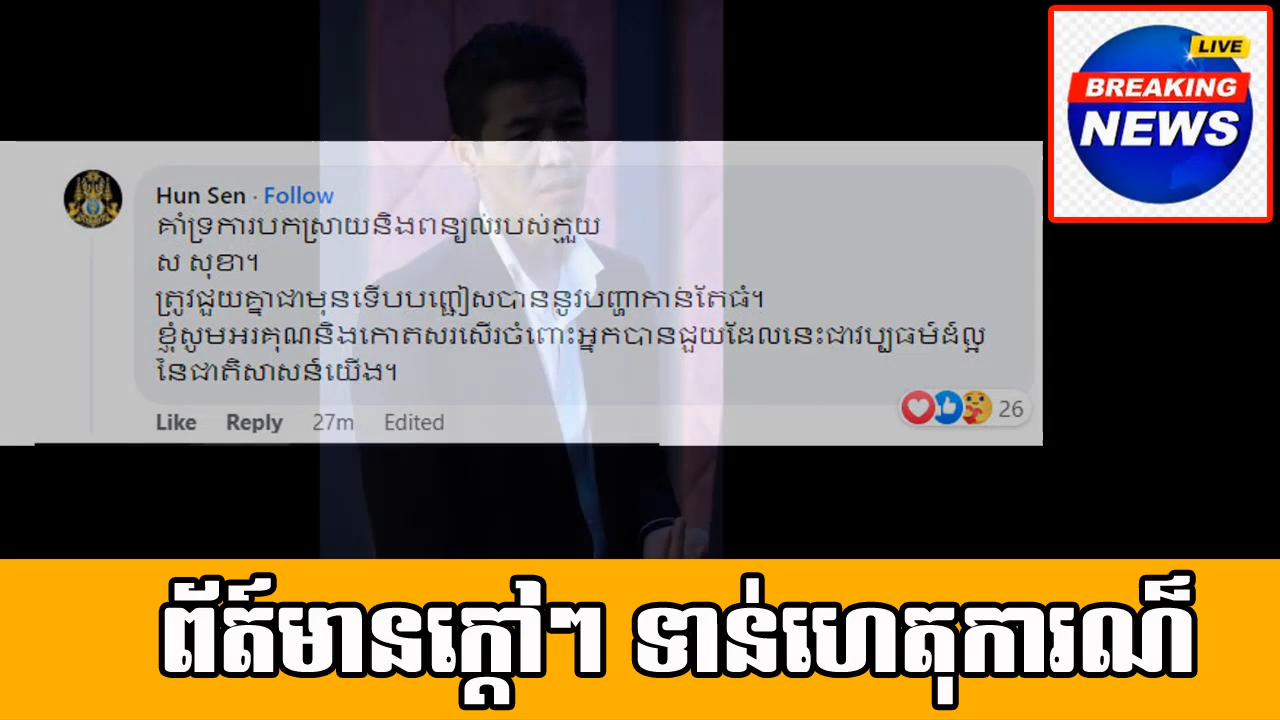 LIVE
BREAKING
NEWS
Hun Sen · Follow
គាំទ្រការបកស្រាយនិងពន្យល់របស់ក្មួយ
ស សុខា។
ត្រូវជួយគ្នាជាមុនទើបបញ្ជៀសបាននូវបញ្ហាកាន់តែធំ។
ខ្ញុំសូមអរគុណនិងកោតសរសើរចំពោះអ្នកបានជួយដែលនេះជាវប្បធម៍ដ៏ល្អ
នៃជាតិសាសន៍យើង។
Like Reply 27m Edited
26
ព័ត៍មានក្ដៅៗ ទាន់ហេតុការណ៏